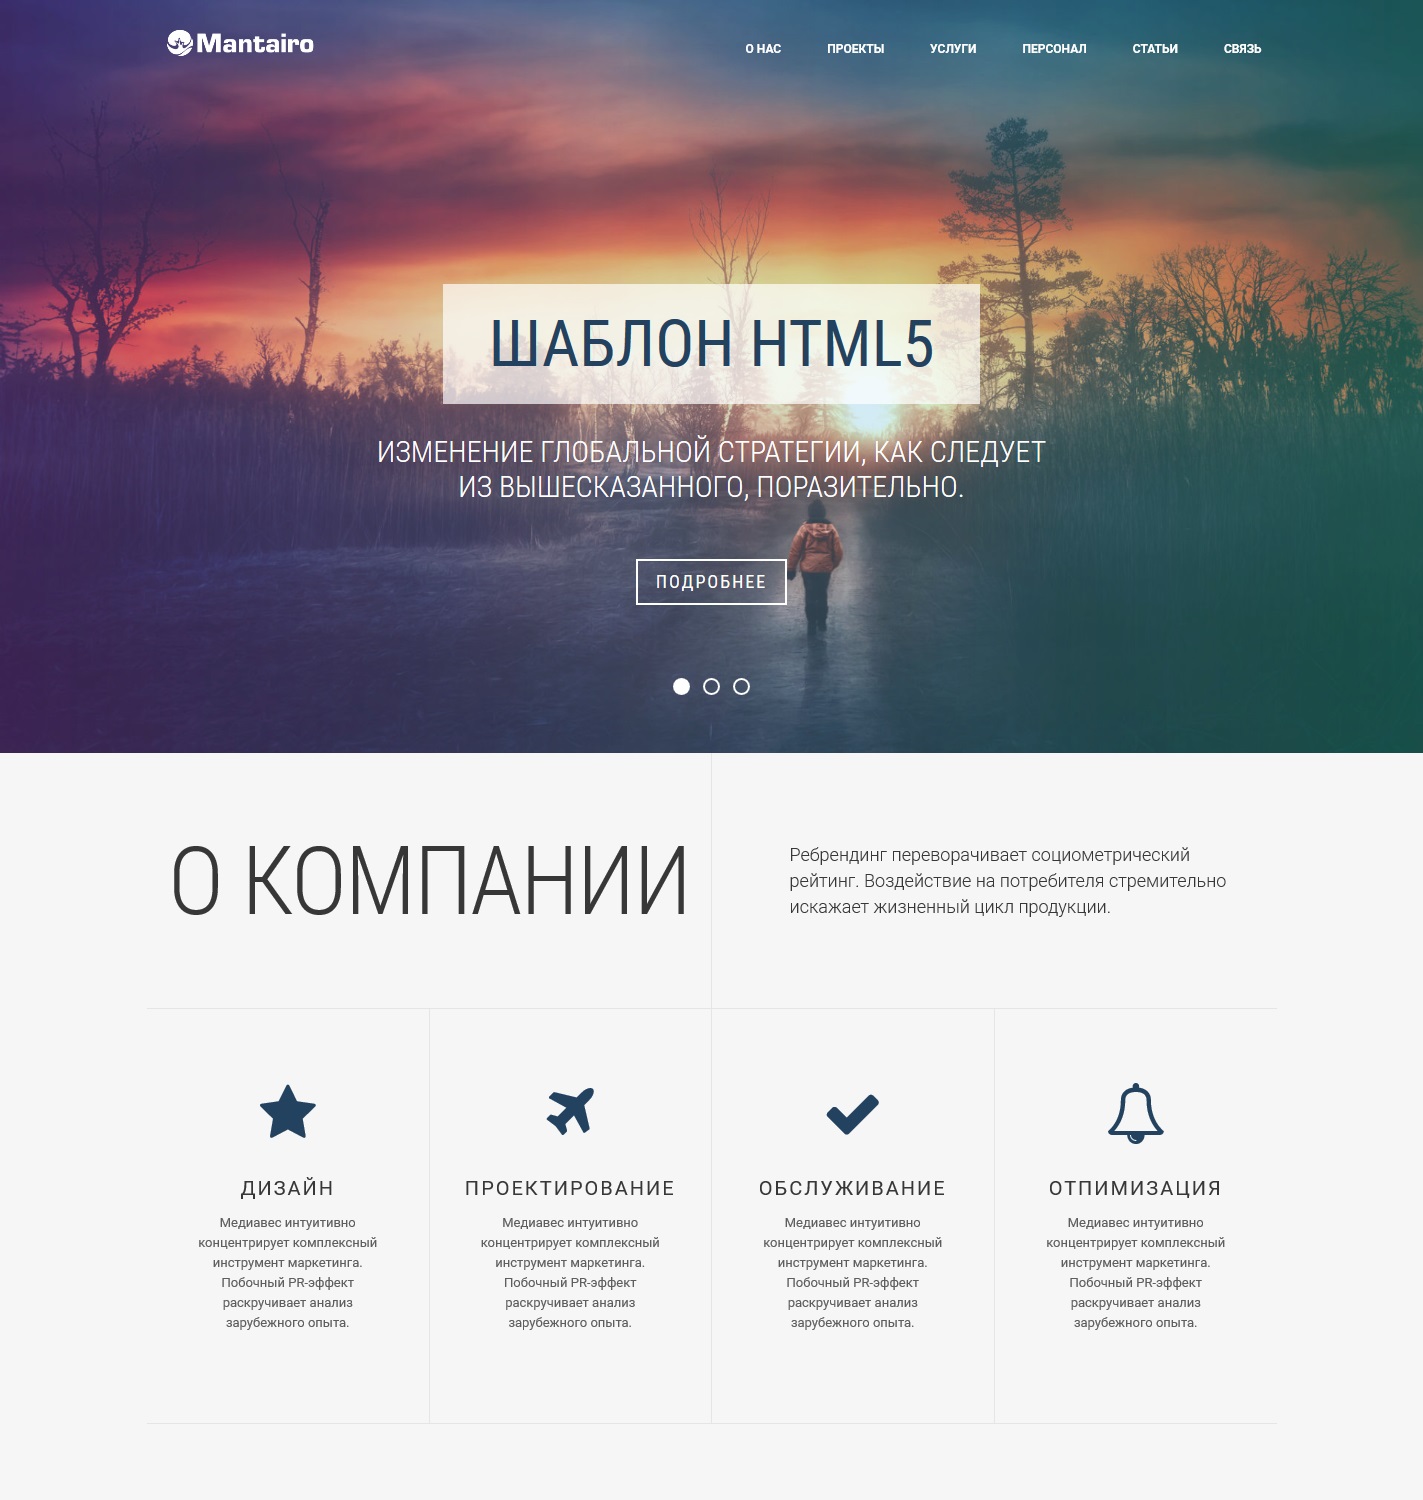 Mantairo
О НАС ПРОЕКТЫ УСЛУГИ ПЕРСОНАЛ СТАТЬИ СВЯЗЬ
ШАБЛОН HTML5
ИЗМЕНЕНИЕ ГЛОБАЛЬНОЙ СТРАТЕГИИ, КАК СЛЕДУЕТ
ИЗ ВЫШЕСКАЗАННОГО, ПОРАЗИТЕЛЬНО.
ПОДРОБНЕЕ
О КОМПАНИИ
Ребрендинг переворачивает социометрический
рейтинг. Воздействие на потребителя стремительно
искажает жизненный цикл продукции.
ДИЗАЙН
Медиавес интуитивно
концентрирует комплексный
инструмент маркетинга.
Побочный PR-эффект
раскручивает анализ
зарубежного опыта.
ПРОЕКТИРОВАНИЕ
Медиавес интуитивно
концентрирует комплексный
инструмент маркетинга.
Побочный PR-эффект
раскручивает анализ
зарубежного опыта.
ОБСЛУЖИВАНИЕ
Медиавес интуитивно
концентрирует комплексный
инструмент маркетинга.
Побочный PR-эффект
раскручивает анализ
зарубежного опыта.
ОТПИМИЗАЦИЯ
Медиавес интуитивно
концентрирует комплексный
инструмент маркетинга.
Побочный PR-эффект
раскручивает анализ
зарубежного опыта.